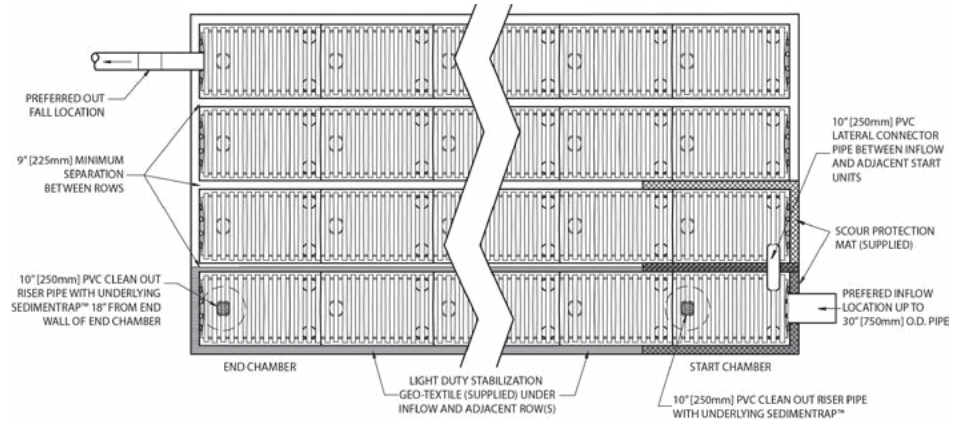 PREFERRED OUT
FALL LOCATION
9" [225mm] MINIMUM
SEPARATION
BETWEEN ROWS
10" [250mm] PVC CLEAN OUT
RISER PIPE WITH UNDERLYING
SEDIMENTRAP™ 18" FROM END
WALL OF END CHAMBER
END CHAMBER
LIGHT DUTY STABILIZATION
GEO-TEXTILE (SUPPLIED) UNDER
INFLOW AND ADJACENT ROW(S)
10" [250mm] PVC
LATERAL CONNECTOR
PIPE BETWEEN INFLOW
AND ADJACENT START
UNITS
SCOUR PROTECTION
MAT (SUPPLIED)
PREFERED INFLOW
LOCATION UP TO
30" [750mm] O.D. PIPE
START CHAMBER
10" [250mm] PVC CLEAN OUT RISER PIPE
WITH UNDERLYING SEDIMENTRAP™